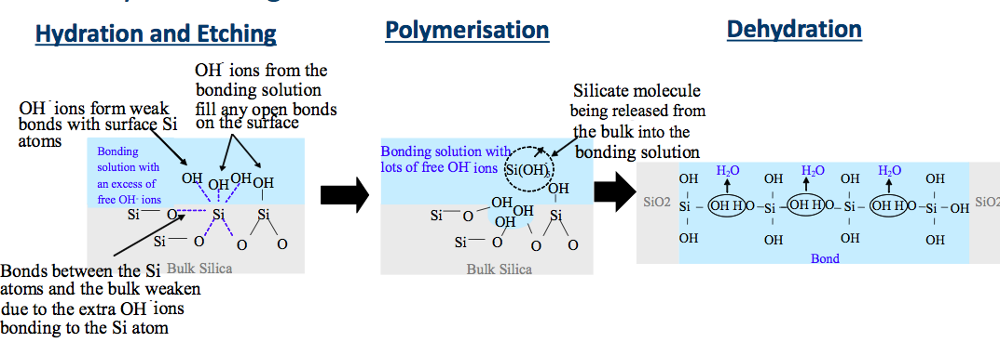 Hydration and Etching
OH⁻ ions from the
bonding solution
fill any open bonds
on the surface
OH⁻ ions form weak
bonds with surface Si
atoms
Bonding
solution with
an excess of
free OH⁻ ions
OH OH OH OH
Si O Si Si
Si O O O
Bulk Silica
Bonds between the Si
atoms and the bulk weaken
due to the extra OH⁻ ions
bonding to the Si atom
Polymerisation
Silicate molecule
being released from
the bulk into the
bonding solution
Bonding solution with
lots of free OH⁻ ions
Si(OH)
OH
OH
Si O OH Si
OH
Si O O O
Bulk Silica
Dehydration
H₂O H₂O H₂O
OH OH OH OH
SiO2 Si – OH HO – Si – OH HO – Si – OH HO – Si – OH SiO2
OH OH OH OH
Bond